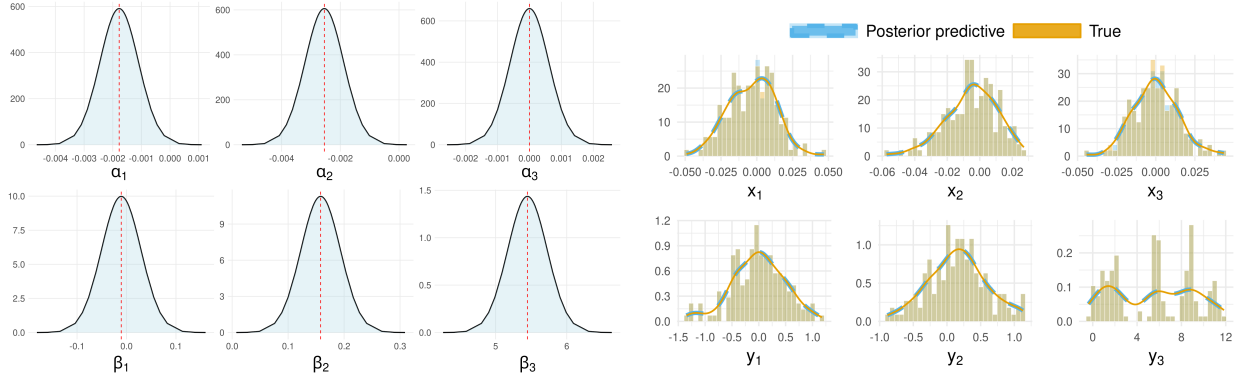 600
400
200
0
-0.004 -0.003 -0.002 -0.001 0.000 0.001
α1
600
400
200
0
-0.004 -0.002 0.000
α2
600
400
200
0
-0.002 -0.001 0.000 0.001 0.002
α3
10.0
7.5
5.0
2.5
0.0
-0.1 0.0 0.1
β1
9
6
3
0
0.0 0.1 0.2 0.3
β2
1.5
1.0
0.5
0.0
5 6
β3
Posterior predictive True
20
10
0
-0.050 -0.025 0.000 0.025 0.050
x1
30
20
10
0
-0.06 -0.04 -0.02 0.00 0.02
x2
30
20
10
0
-0.050 -0.025 0.000 0.025
x3
1.2
0.9
0.6
0.3
0.0
-1.5 -1.0 -0.5 0.0 0.5 1.0
y1
1.0
0.5
0.0
-1.0 -0.5 0.0 0.5 1.0
y2
0.2
0.1
0.0
0 4 8 12
y3